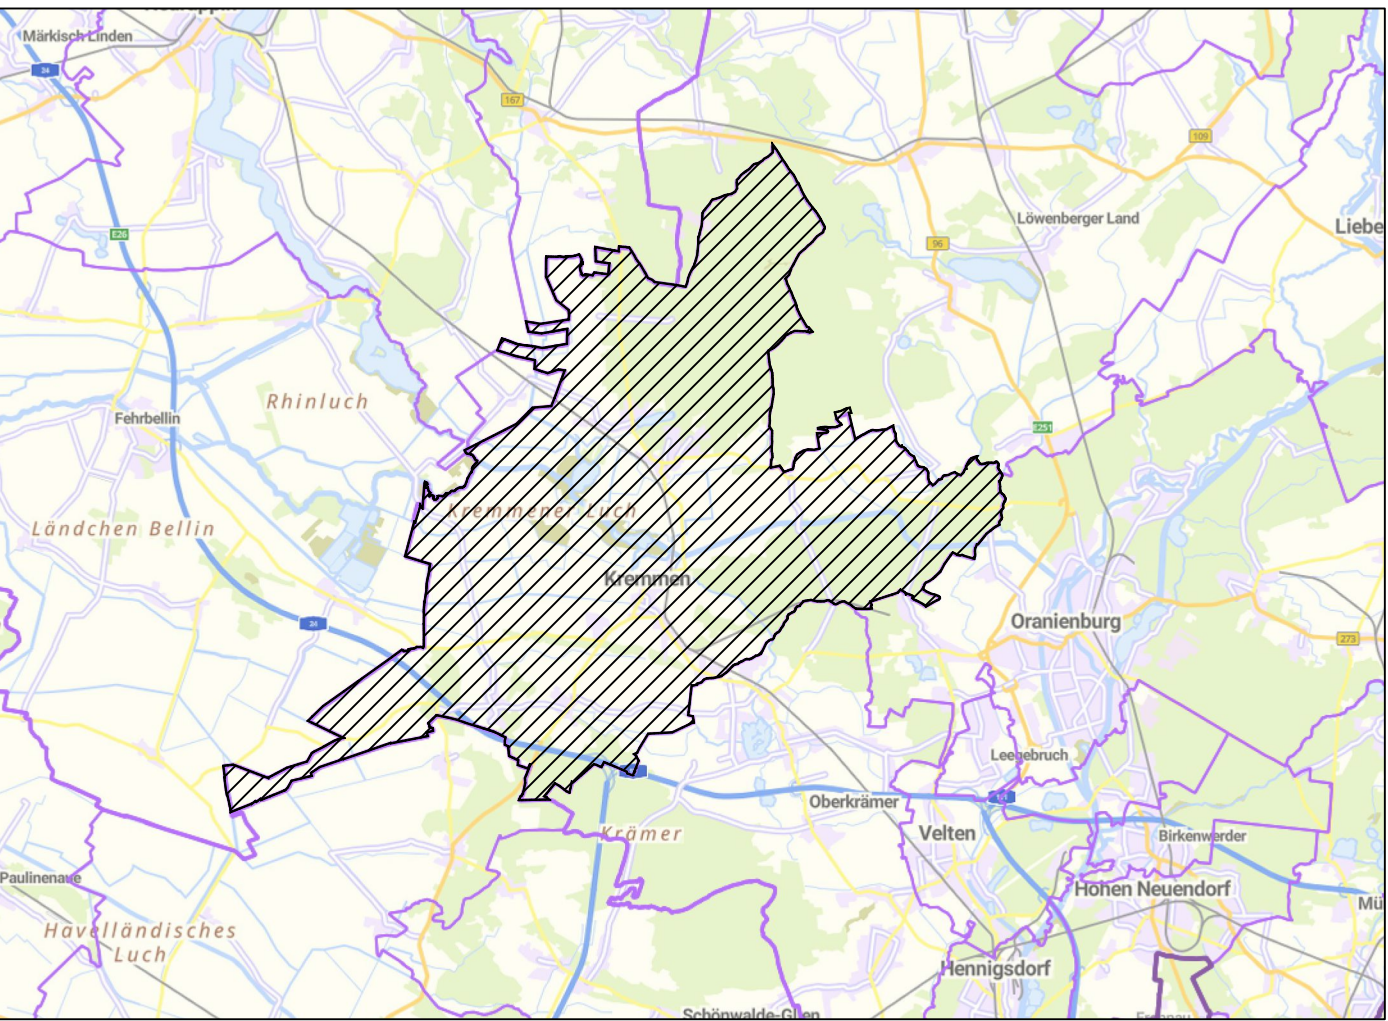 Märkisch Linden
24
167
109
E26
Löwenberger Land
96
Liebe
Rhinluch
Fehrbellin
E251
Kremmener Luch
Ländchen Bellin
Kremmen
24
Oranienburg
273
Leegebruch
Oberkrämer
Krämer
Velten
Birkenwerder
Paulinenaue
Hohen Neuendorf
Mü
Havelländisches
Luch
Hennigsdorf